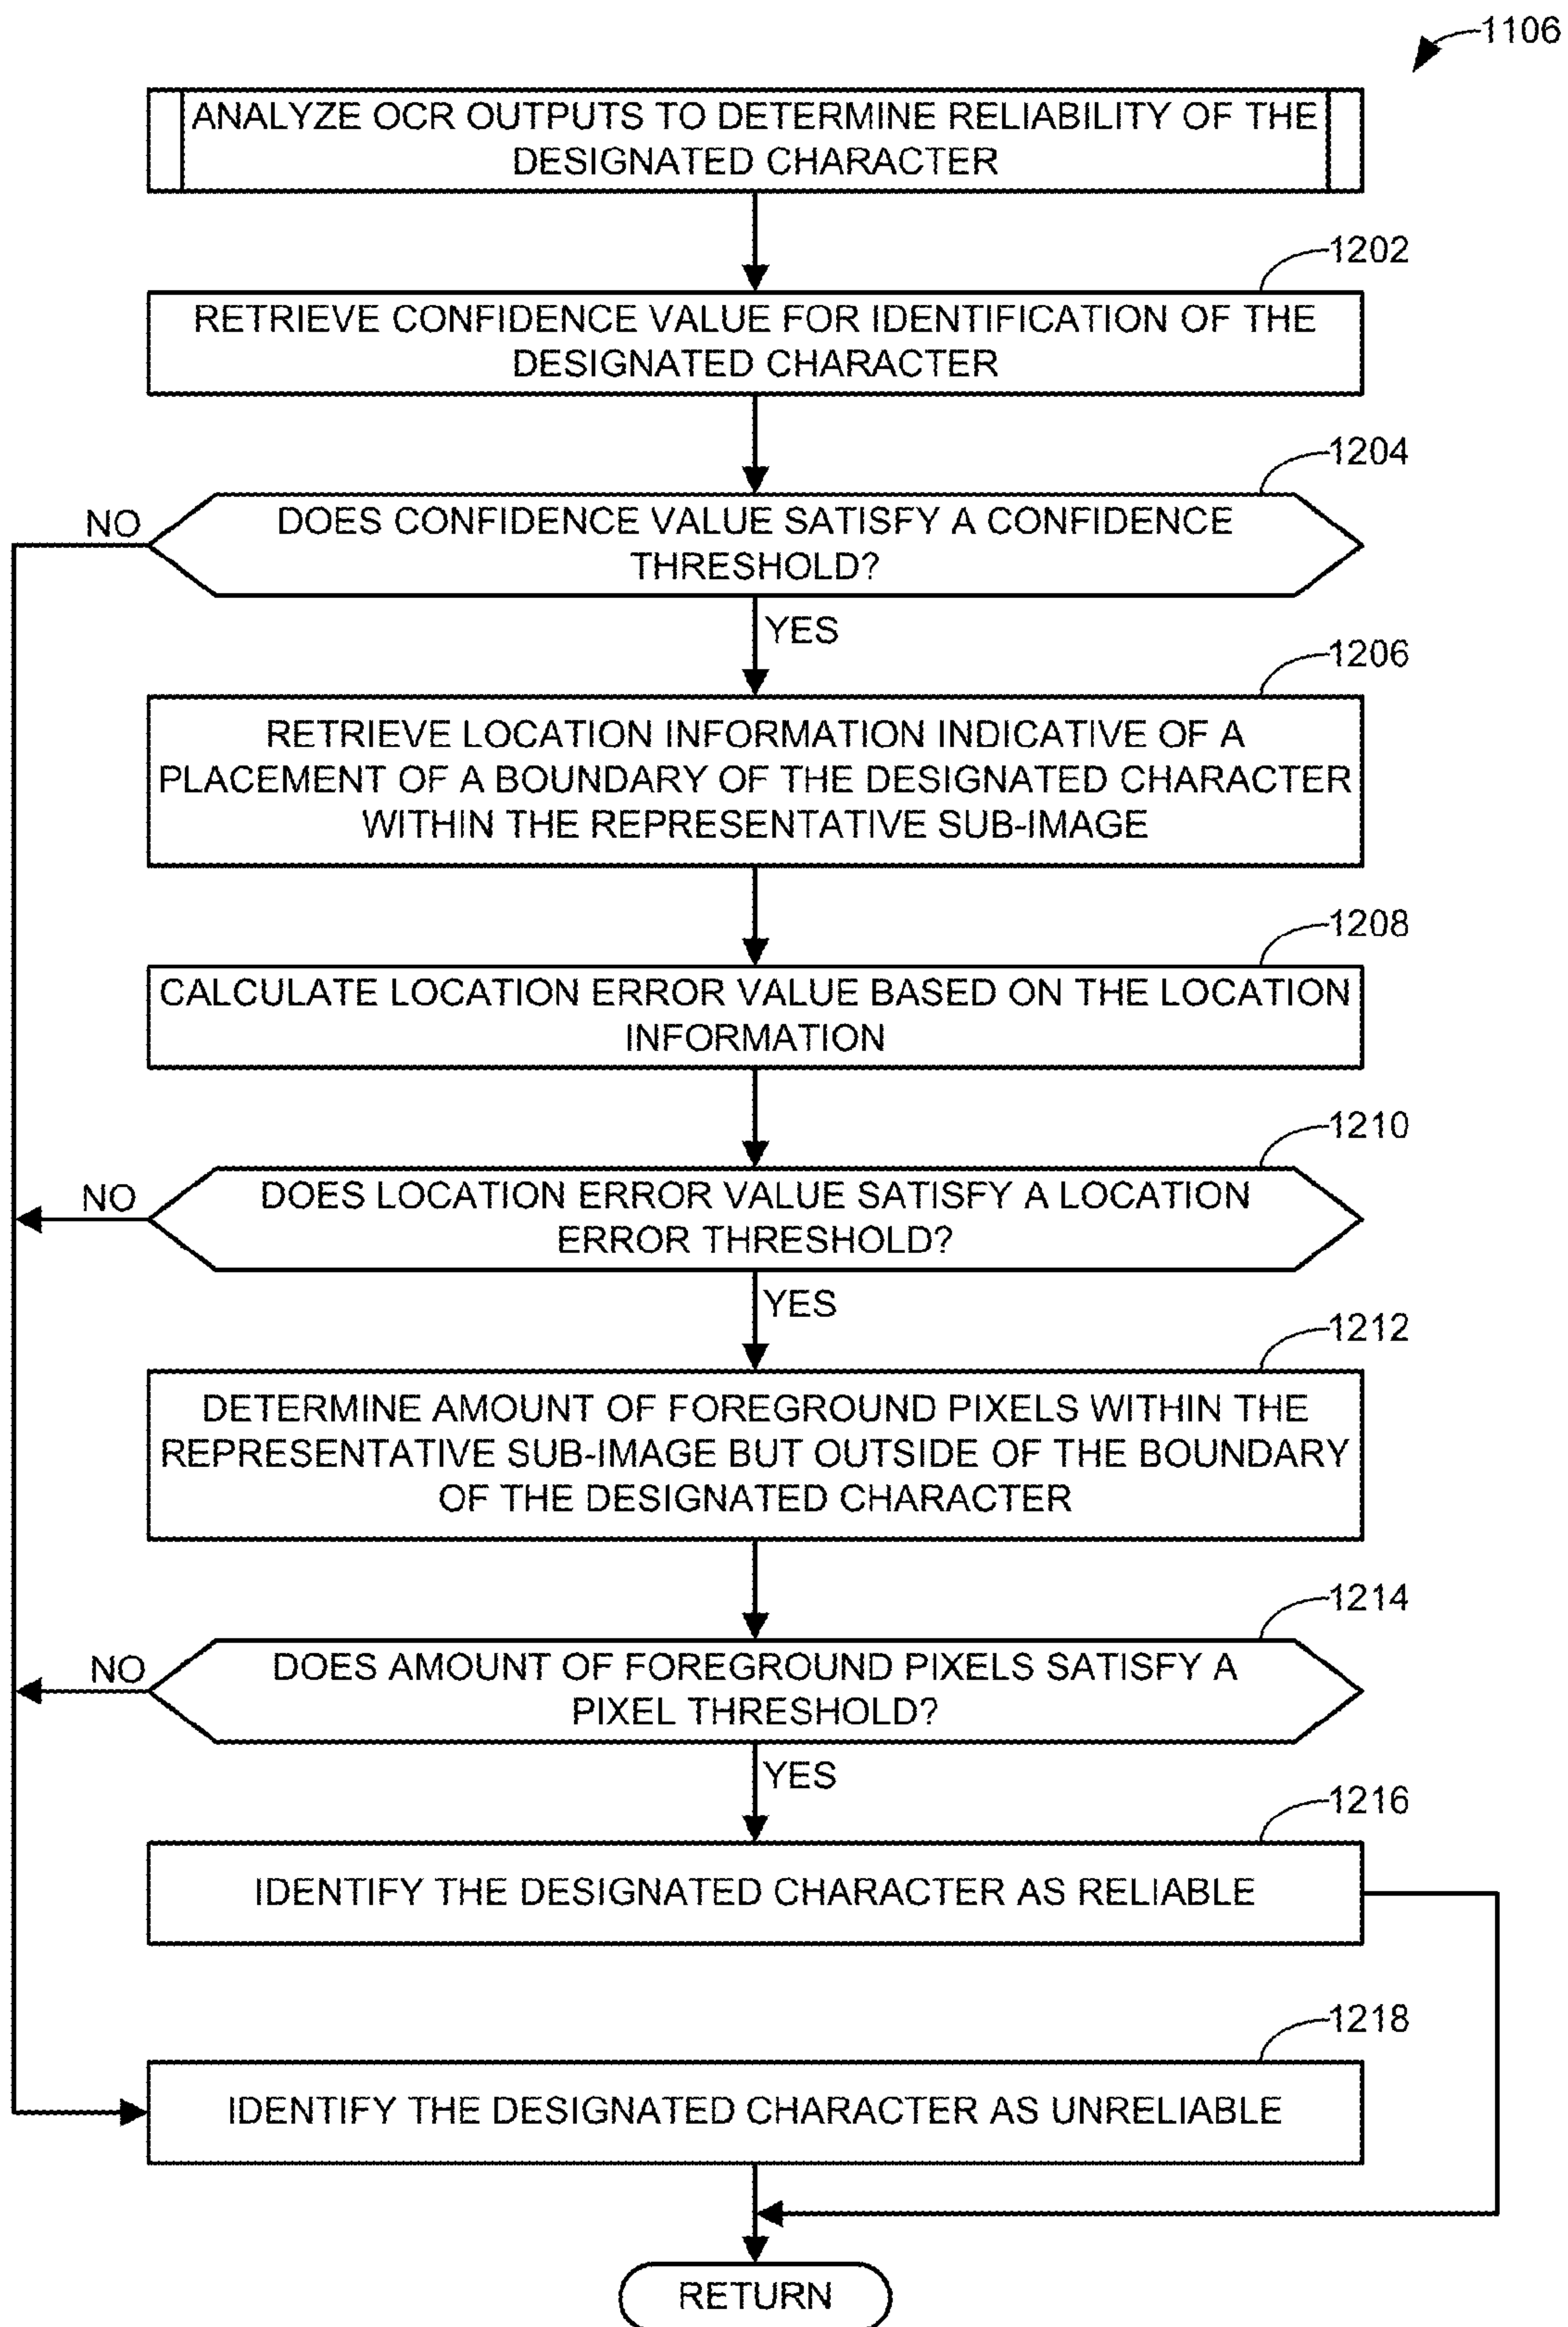 1106
ANALYZE OCR OUTPUTS TO DETERMINE RELIABILITY OF THE
DESIGNATED CHARACTER
1202
RETRIEVE CONFIDENCE VALUE FOR IDENTIFICATION OF THE
DESIGNATED CHARACTER
1204
NO
DOES CONFIDENCE VALUE SATISFY A CONFIDENCE
THRESHOLD?
YES
1206
RETRIEVE LOCATION INFORMATION INDICATIVE OF A
PLACEMENT OF A BOUNDARY OF THE DESIGNATED CHARACTER
WITHIN THE REPRESENTATIVE SUB-IMAGE
1208
CALCULATE LOCATION ERROR VALUE BASED ON THE LOCATION
INFORMATION
1210
NO
DOES LOCATION ERROR VALUE SATISFY A LOCATION
ERROR THRESHOLD?
YES
1212
DETERMINE AMOUNT OF FOREGROUND PIXELS WITHIN THE
REPRESENTATIVE SUB-IMAGE BUT OUTSIDE OF THE BOUNDARY
OF THE DESIGNATED CHARACTER
1214
NO
DOES AMOUNT OF FOREGROUND PIXELS SATISFY A
PIXEL THRESHOLD?
YES
1216
IDENTIFY THE DESIGNATED CHARACTER AS RELIABLE
1218
IDENTIFY THE DESIGNATED CHARACTER AS UNRELIABLE
RETURN